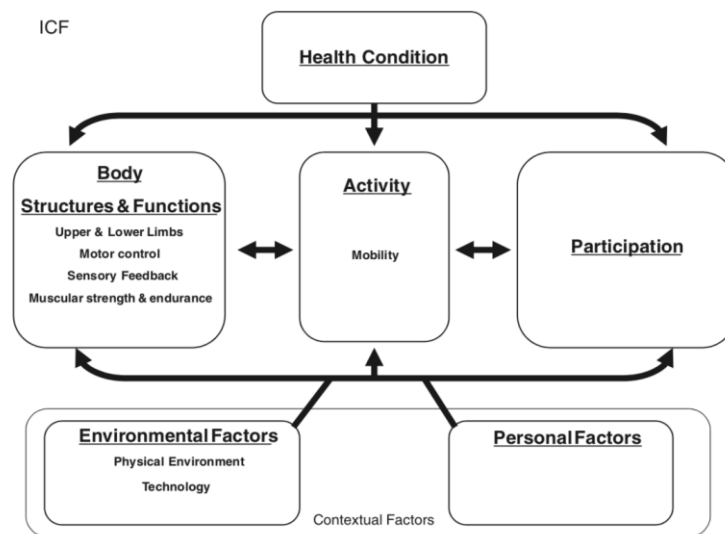 ICF
Health Condition
Body
Structures & Functions
Upper & Lower Limbs
Motor control
Sensory Feedback
Muscular strength & endurance
Activity
Mobility
Participation
Environmental Factors
Physical Environment
Technology
Personal Factors
Contextual Factors